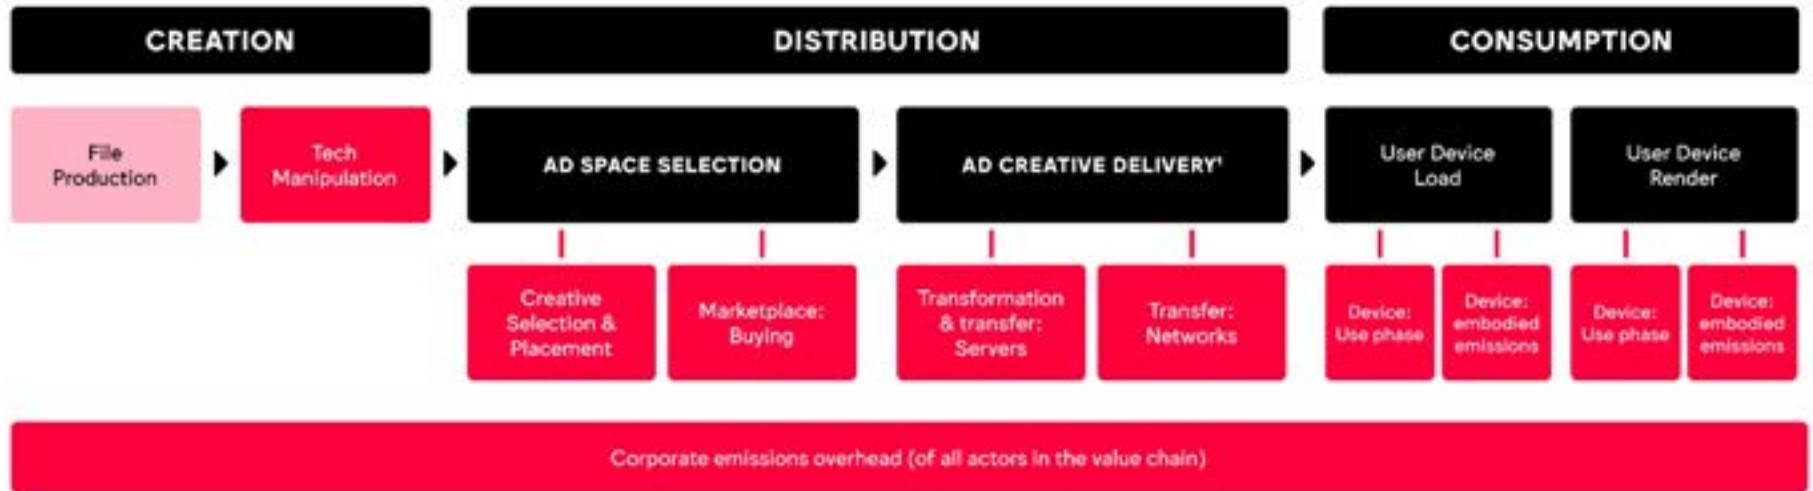 CREATION
DISTRIBUTION
CONSUMPTION
File
Production
Tech
Manipulation
AD SPACE SELECTION
AD CREATIVE DELIVERY¹
User Device
Load
User Device
Render
Creative
Selection &
Placement
Marketplace:
Buying
Transformation
& transfer:
Servers
Transfer:
Networks
Device:
Use phase
Device:
embodied
emissions
Device:
Use phase
Device:
embodied
emissions
Corporate emissions overhead (of all actors in the value chain)